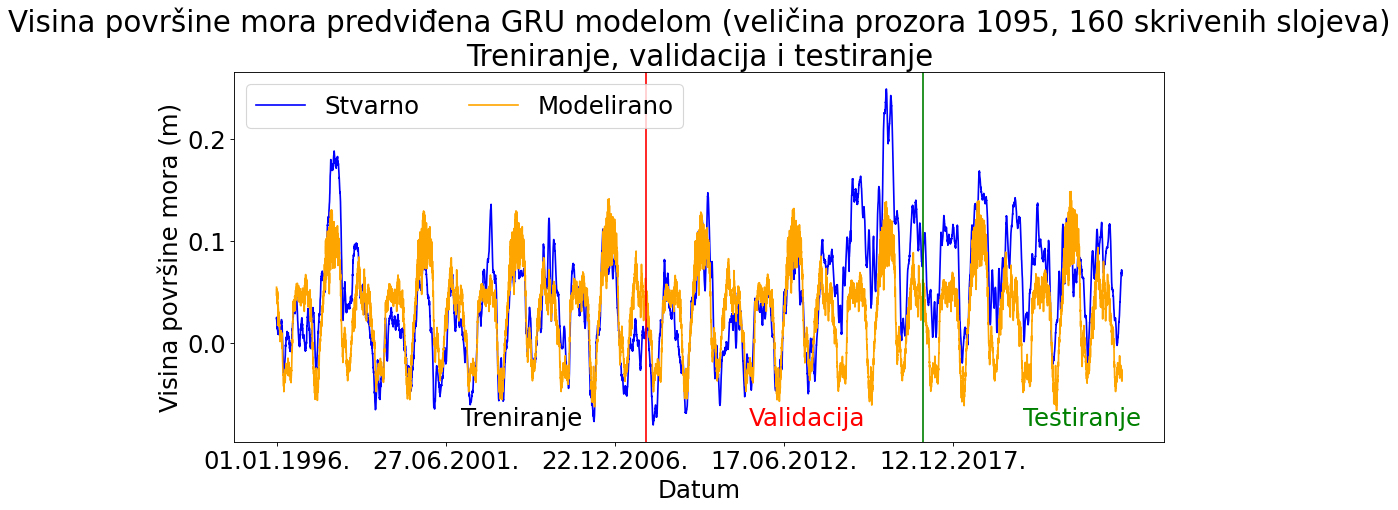 Visina površine mora predviđena GRU modelom (veličina prozora 1095, 160 skrivenih slojeva)
Treniranje, validacija i testiranje
Stvarno
Modelirano
Visina površine mora (m)
0.2
0.1
0.0
Treniranje
Validacija
Testiranje
01.01.1996.
27.06.2001.
22.12.2006.
17.06.2012.
12.12.2017.
Datum